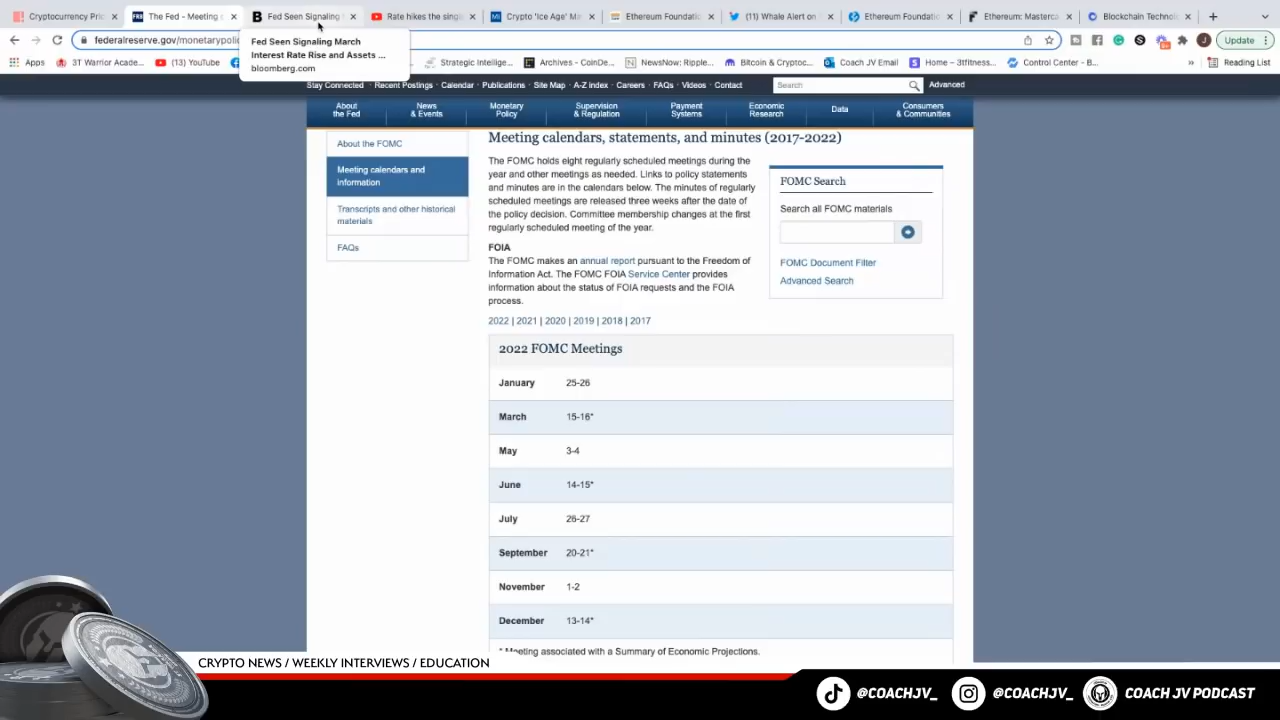 Cryptocurrency Pric
The Fed - Meeting c
Fed Seen Signaling
Rate hikes the singl
Crypto 'Ice Age' Ma
Ethereum Foundatic
(11) Whale Alert on
Ethereum Foundatic
Ethereum: Masterca
Blockchain Technol
federalreserve.gov/monetarypolic
Update
Fed Seen Signaling March
Interest Rate Rise and Assets ...
bloomberg.com
Apps
3T Warrior Acade...
(13) YouTube
Strategic Intellige...
Archives - CoinDe...
NewsNow: Ripple...
Bitcoin & Cryptoc...
Coach JV Email
Home – 3tfitness...
Control Center - B...
Reading List
Stay Connected · Recent Postings · Calendar · Publications · Site Map · A-Z Index · Careers · FAQs · Videos · Contact
Search
Advanced
About
the Fed
News
& Events
Monetary
Policy
Supervision
& Regulation
Payment
Systems
Economic
Research
Data
Consumers
& Communities
About the FOMC
Meeting calendars and
information
Transcripts and other historical
materials
FAQs
Meeting calendars, statements, and minutes (2017-2022)
The FOMC holds eight regularly scheduled meetings during the
year and other meetings as needed. Links to policy statements
and minutes are in the calendars below. The minutes of regularly
scheduled meetings are released three weeks after the date of
the policy decision. Committee membership changes at the first
regularly scheduled meeting of the year.
FOIA
The FOMC makes an annual report pursuant to the Freedom of
Information Act. The FOMC FOIA Service Center provides
information about the status of FOIA requests and the FOIA
process.
2022 | 2021 | 2020 | 2019 | 2018 | 2017
FOMC Search
Search all FOMC materials
FOMC Document Filter
Advanced Search
2022 FOMC Meetings
January 25-26
March 15-16*
May 3-4
June 14-15*
July 26-27
September 20-21*
November 1-2
December 13-14*
* Meeting associated with a Summary of Economic Projections.
CRYPTO NEWS / WEEKLY INTERVIEWS / EDUCATION
@COACHJV_
@COACHJV_
COACH JV PODCAST